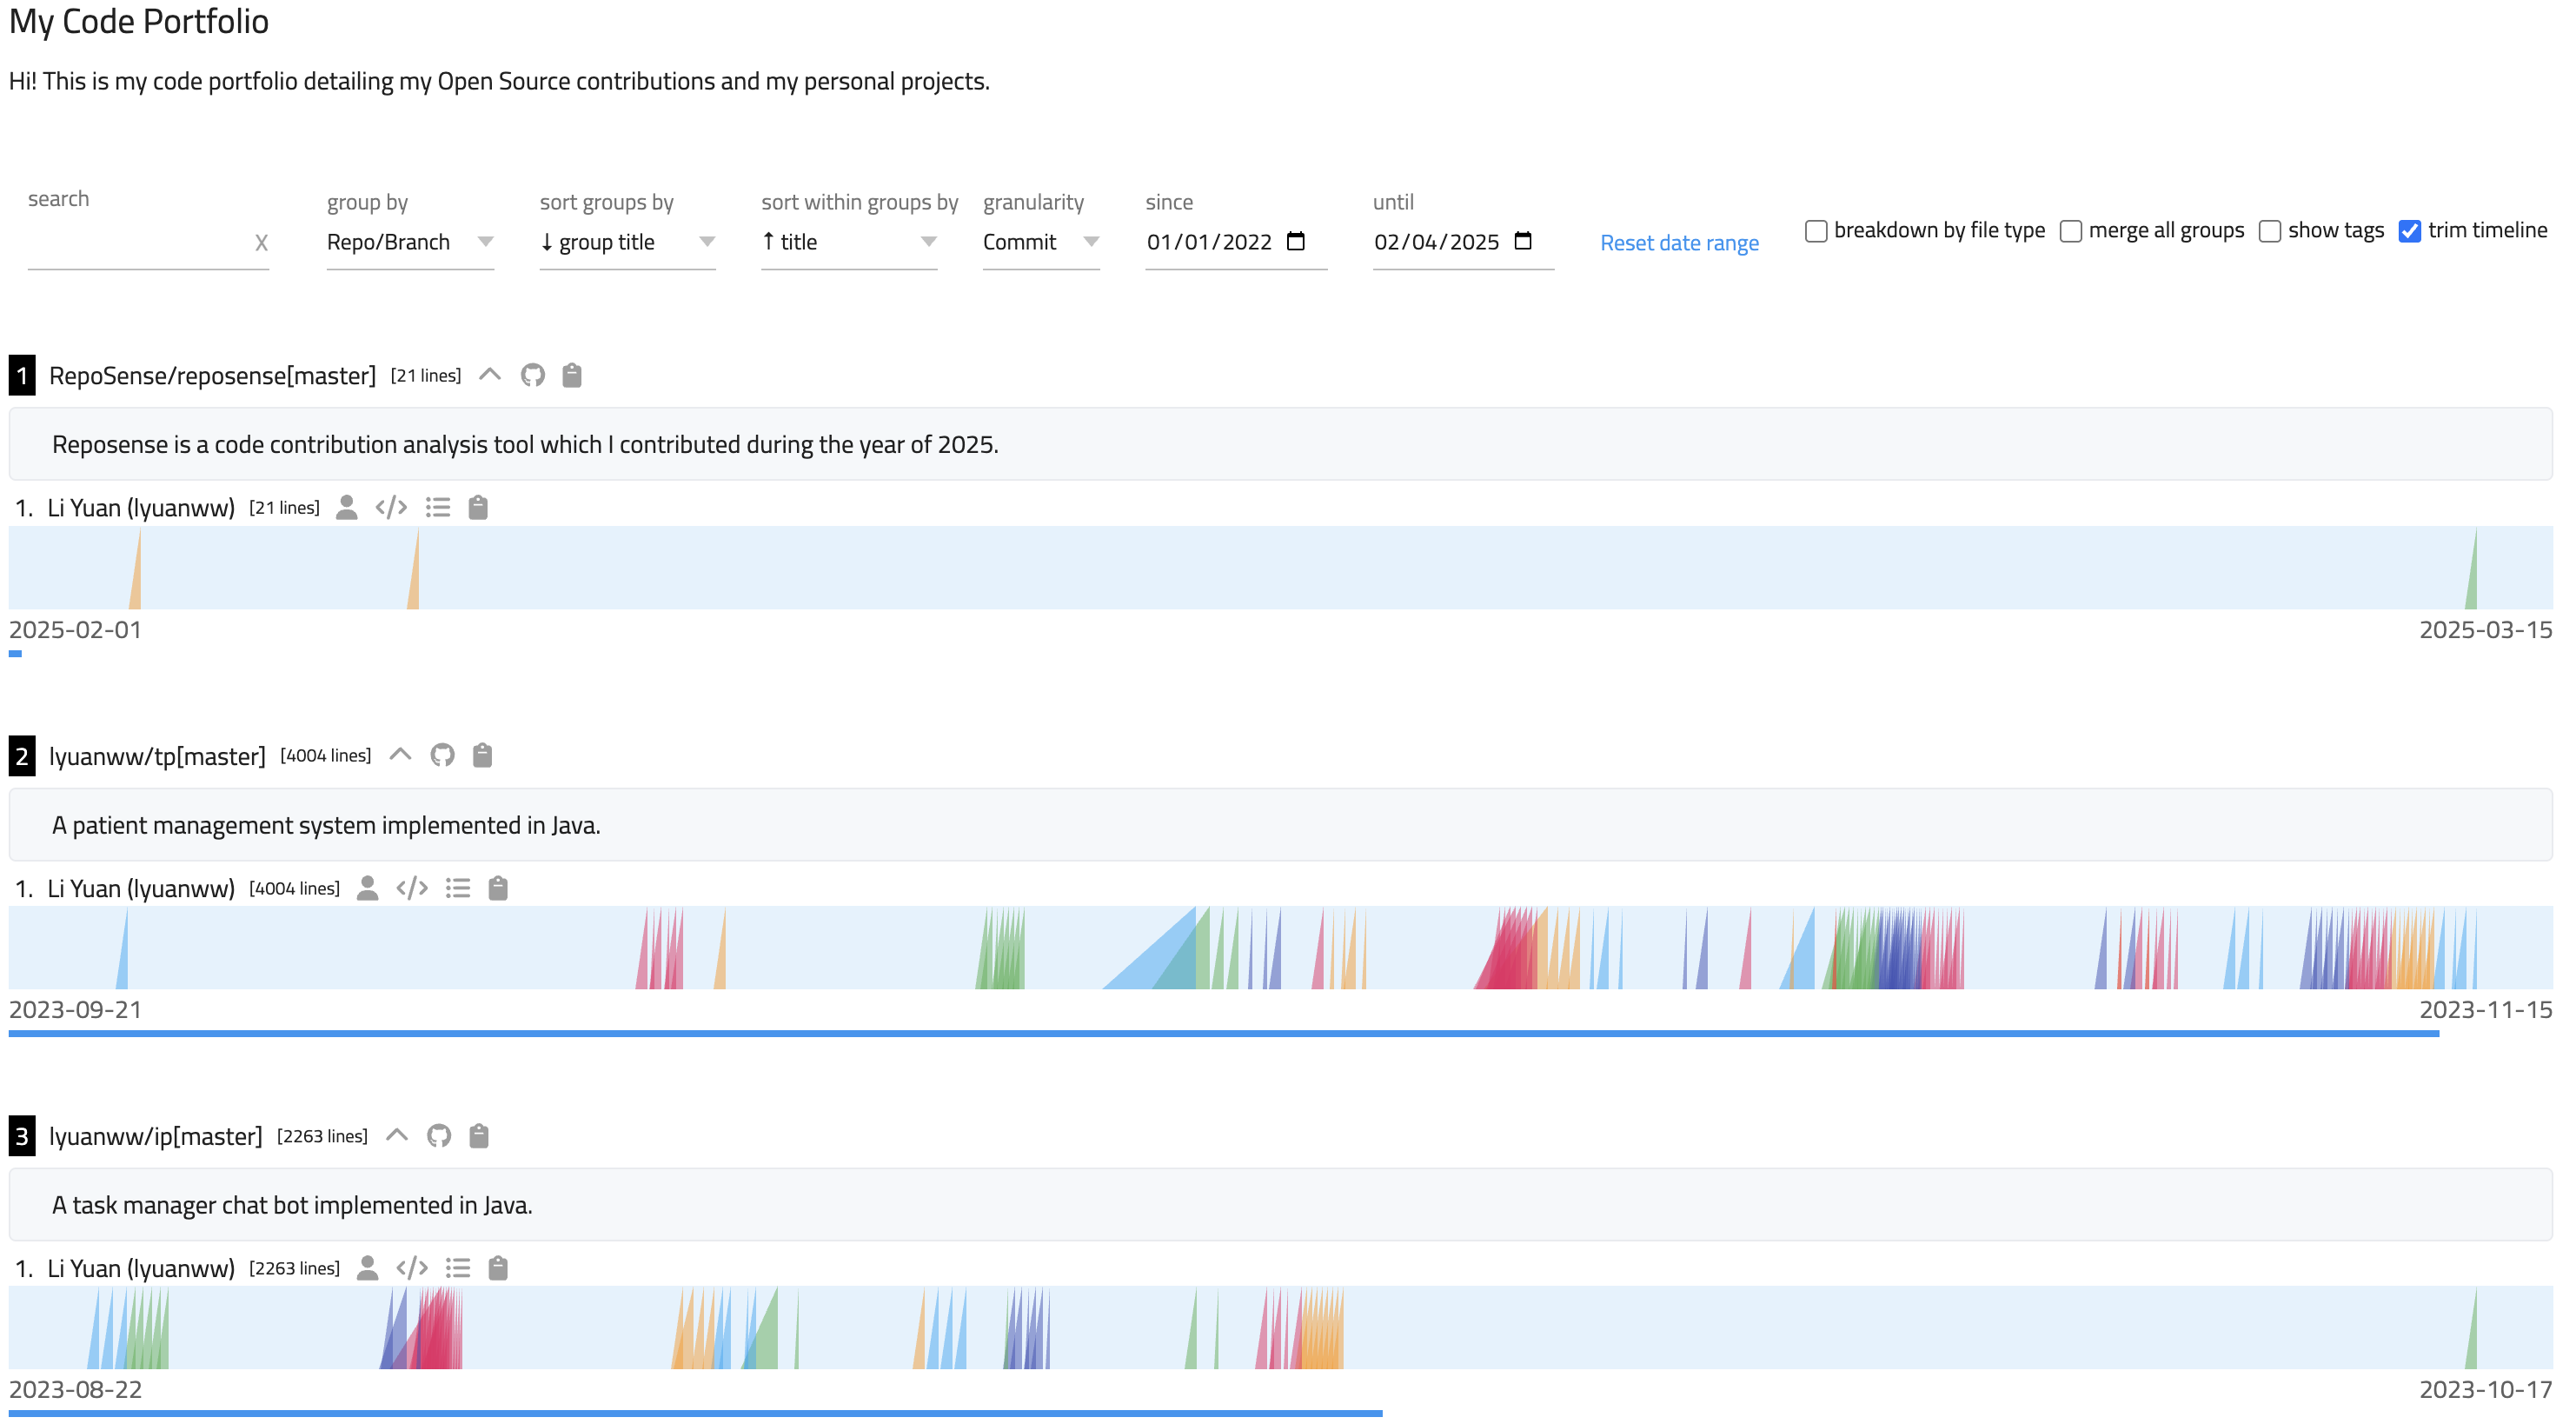 My Code Portfolio
Hi! This is my code portfolio detailing my Open Source contributions and my personal projects.
search
X
group by
Repo/Branch
sort groups by
↓ group title
sort within groups by
↑ title
granularity
Commit
since
01/01/2022
until
02/04/2025
Reset date range
breakdown by file type
merge all groups
show tags
trim timeline
1 RepoSense/reposense[master] [21 lines]
Reposense is a code contribution analysis tool which I contributed during the year of 2025.
1. Li Yuan (lyuanww) [21 lines] </>
2025-02-01 2025-03-15
2 lyuanww/tp[master] [4004 lines]
A patient management system implemented in Java.
1. Li Yuan (lyuanww) [4004 lines] </>
2023-09-21 2023-11-15
3 lyuanww/ip[master] [2263 lines]
A task manager chat bot implemented in Java.
1. Li Yuan (lyuanww) [2263 lines] </>
2023-08-22 2023-10-17